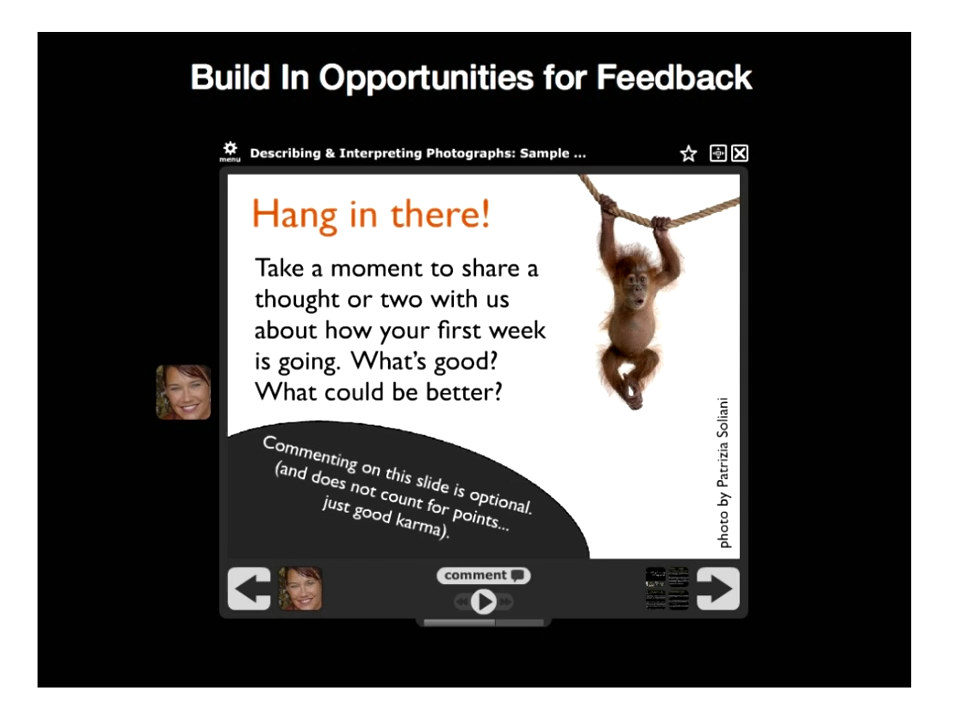 Build In Opportunities for Feedback
menu
Describing & Interpreting Photographs: Sample ...
Hang in there!
Take a moment to share a
thought or two with us
about how your first week
is going. What's good?
What could be better?
Commenting on this slide is optional.
(and does not count for points...
just good karma).
photo by Patrizia Soliani
comment